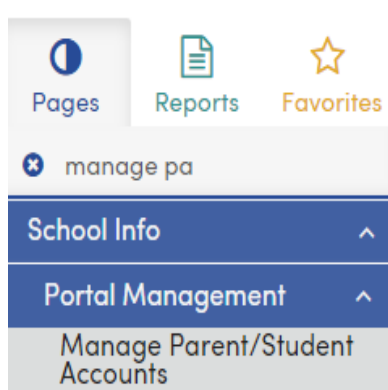 Pages Reports Favorites
manage pa
School Info
Portal Management
Manage Parent/Student
Accounts